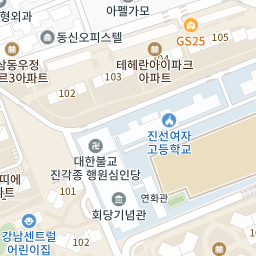 형외과
아펠가모
동신오피스텔
GS25
105
삼동우정
르3아파트
104
테헤란아이파크
아파트
102
103
진선여자
고등학교
대한불교
진각종 행원심인당
띠에
파트
102
연화관
회당기념관
강남센트럴
어린이집